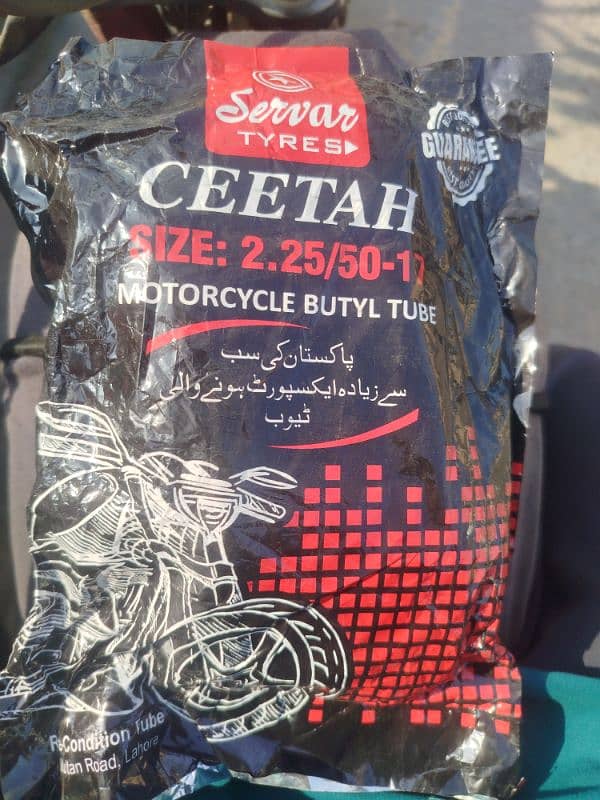 Servar
TYRES
CEETAH
SIZE: 2.25/50-17
MOTORCYCLE BUTYL TUBE
پاکستان کی سب
سے زیادہ ایکسپورٹ ہونے والی
ٹیوب
Condition Tube
Road, Lahore